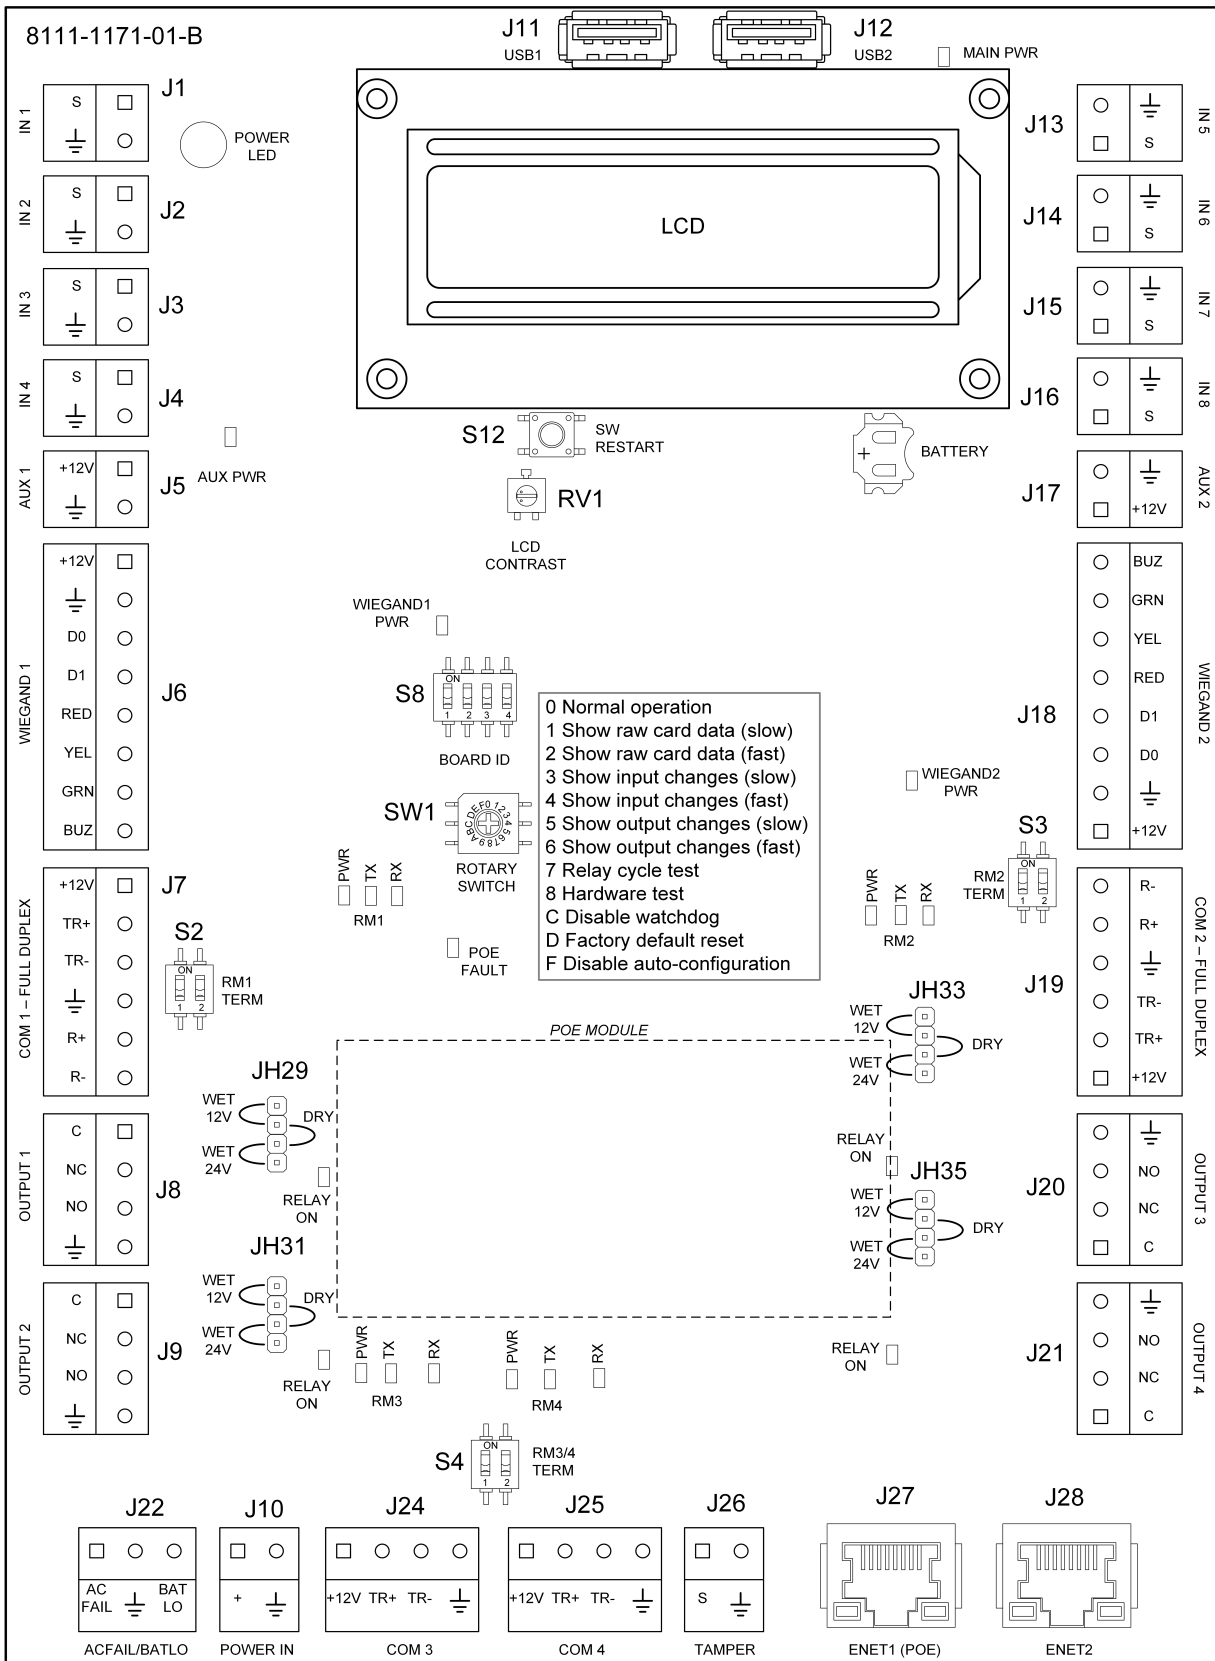 8111-1171-01-B
J11
USB1
J12
USB2
MAIN PWR
IN 1
S
J1
POWER
LED
IN 2
S
J2
IN 3
S
J3
IN 4
S
J4
AUX PWR
AUX 1
+12V
J5
LCD
J13
S
IN 5
J14
S
IN 6
J15
S
IN 7
J16
S
IN 8
J17
+12V
AUX 2
S12
SW
RESTART
+
BATTERY
RV1
LCD
CONTRAST
WIEGAND 1
+12V
D0
D1
RED
YEL
GRN
BUZ
J6
WIEGAND1
PWR
S8
ON
1 2 3 4
BOARD ID
SW1
0123456789ABCDEF
ROTARY
SWITCH
0 Normal operation
1 Show raw card data (slow)
2 Show raw card data (fast)
3 Show input changes (slow)
4 Show input changes (fast)
5 Show output changes (slow)
6 Show output changes (fast)
7 Relay cycle test
8 Hardware test
C Disable watchdog
D Factory default reset
F Disable auto-configuration
J18
BUZ
GRN
YEL
RED
D1
D0
+12V
WIEGAND 2
WIEGAND2
PWR
S3
ON
1 2
RM2
TERM
PWR TX RX
RM1
PWR TX RX
RM2
POE
FAULT
COM 1 – FULL DUPLEX
+12V
TR+
TR-
R+
R-
J7
S2
ON
1 2
RM1
TERM
J19
R-
R+
TR-
TR+
+12V
COM 2 – FULL DUPLEX
JH33
WET
12V
DRY
WET
24V
POE MODULE
JH29
WET
12V
DRY
WET
24V
RELAY
ON
OUTPUT 1
C
NC
NO
J8
RELAY
ON
JH35
WET
12V
DRY
WET
24V
J20
NO
NC
C
OUTPUT 3
JH31
WET
12V
DRY
WET
24V
RELAY
ON
OUTPUT 2
C
NC
NO
J9
PWR TX RX
RM3
PWR TX RX
RM4
RELAY
ON
J21
NO
NC
C
OUTPUT 4
S4
ON
1 2
RM3/4
TERM
J22
AC
FAIL
BAT
LO
ACFAIL/BATLO
J10
+
POWER IN
J24
+12V TR+ TR-
COM 3
J25
+12V TR+ TR-
COM 4
J26
S
TAMPER
J27
ENET1 (POE)
J28
ENET2